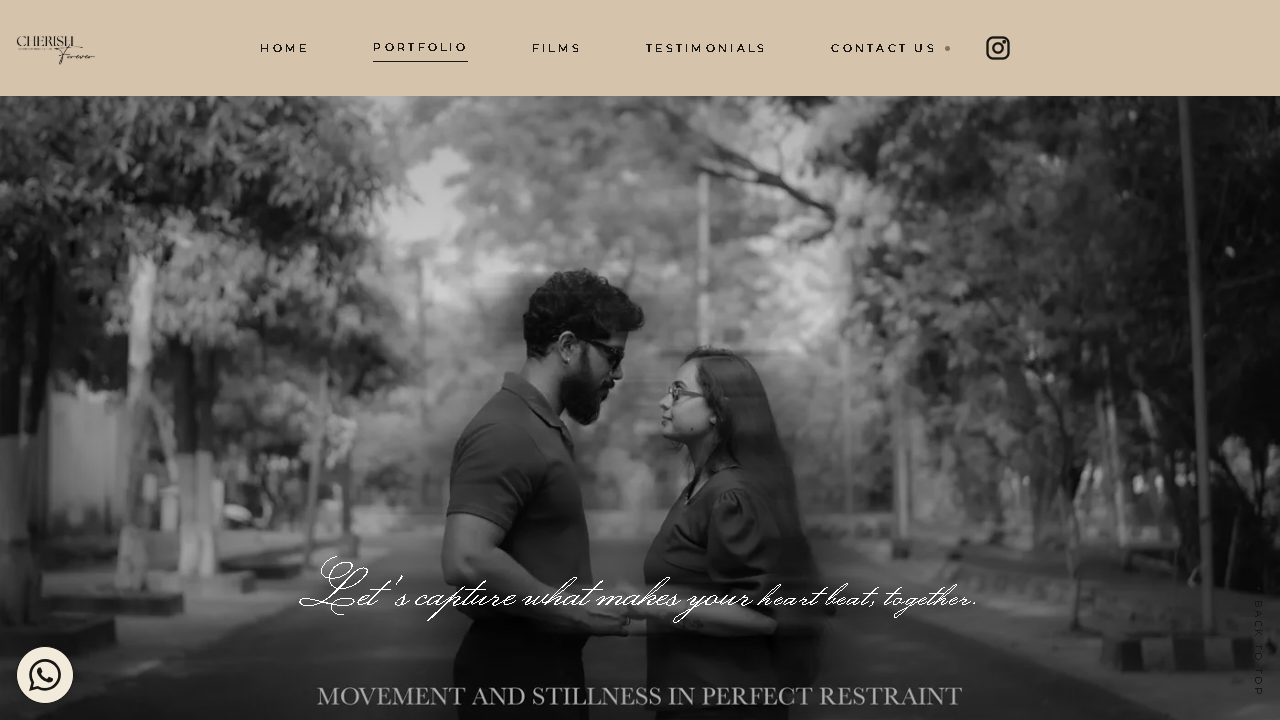 CHERISH
Forever
HOME
PORTFOLIO
FILMS
TESTIMONIALS
CONTACT US
Let's capture what makes your heart beat, together.
BACK TO TOP
MOVEMENT AND STILLNESS IN PERFECT RESTRAINT